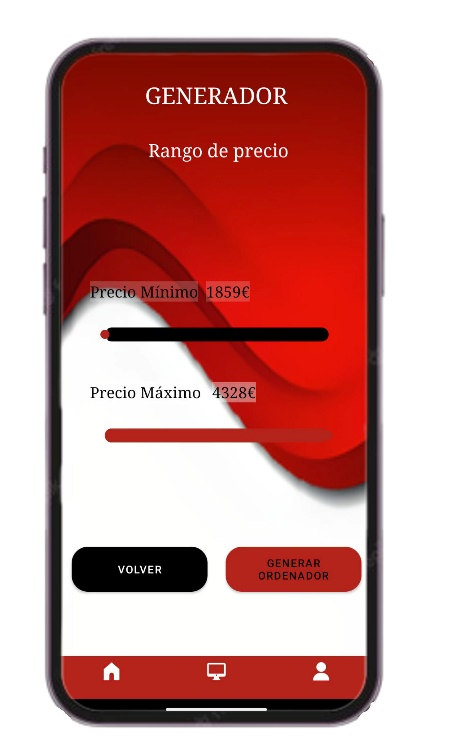 GENERADOR
Rango de precio
Precio Mínimo 1859€
Precio Máximo 4328€
VOLVER
GENERAR
ORDENADOR